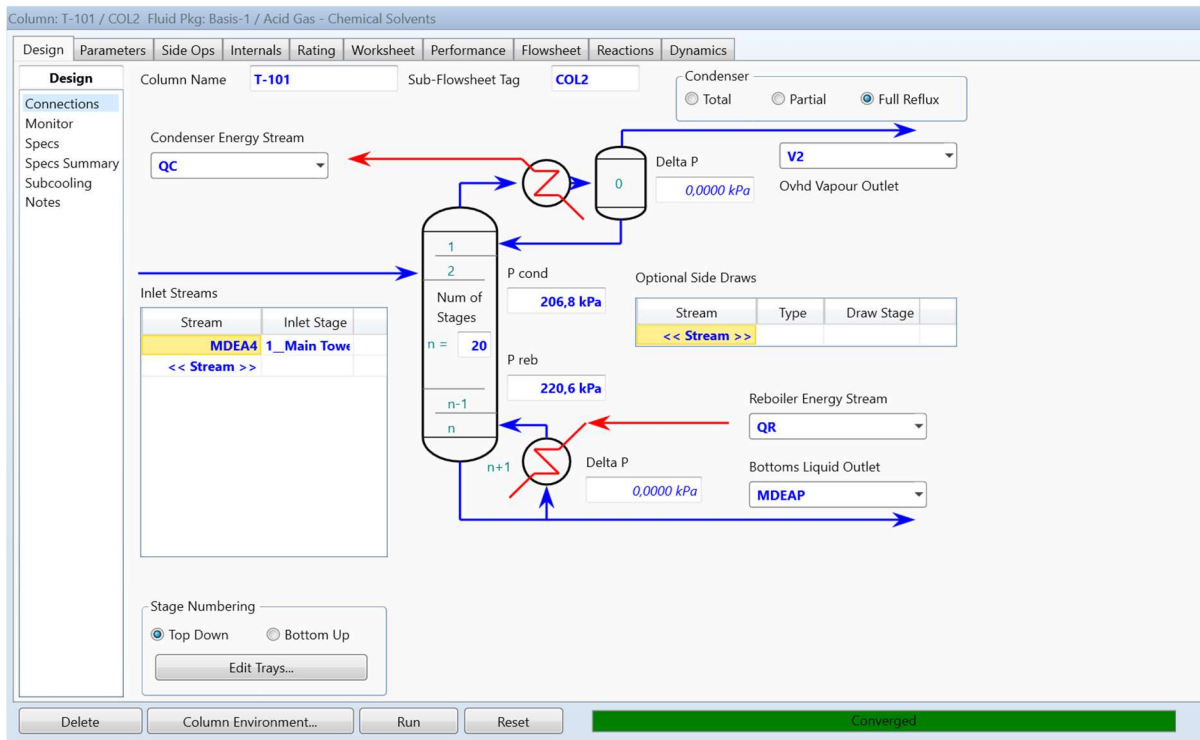 Column: T-101 / COL2 Fluid Pkg: Basis-1 / Acid Gas - Chemical Solvents
Design Parameters Side Ops Internals Rating Worksheet Performance Flowsheet Reactions Dynamics
Design
Connections
Monitor
Specs
Specs Summary
Subcooling
Notes
Column Name T-101 Sub-Flowsheet Tag COL2
Condenser
Total Partial Full Reflux
Condenser Energy Stream
QC
0
Delta P
0,0000 kPa
V2
Ovhd Vapour Outlet
1
2
Num of
Stages
n = 20
n-1
n
n+1
P cond
206,8 kPa
P reb
220,6 kPa
Delta P
0,0000 kPa
Inlet Streams
Stream Inlet Stage
MDEA4 1__Main Towe
<< Stream >>
Optional Side Draws
Stream Type Draw Stage
<< Stream >>
Reboiler Energy Stream
QR
Bottoms Liquid Outlet
MDEAP
Stage Numbering
Top Down Bottom Up
Edit Trays...
Delete Column Environment... Run Reset Converged